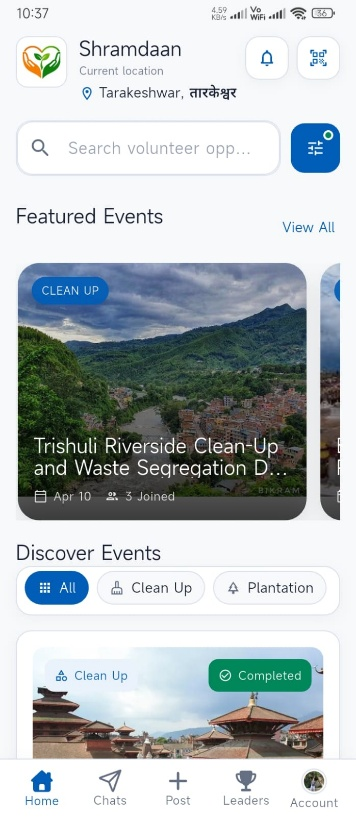 10:37
4.59 KB/s Vo WiFi 36
Shramdaan
Current location
Tarakeshwar, तारकेश्वर
Search volunteer opp...
Featured Events
View All
CLEAN UP
Trishuli Riverside Clean-Up
and Waste Segregation D...
BIKRAM
Apr 10 3 Joined
Discover Events
All Clean Up Plantation
Clean Up Completed
Home Chats Post Leaders Account